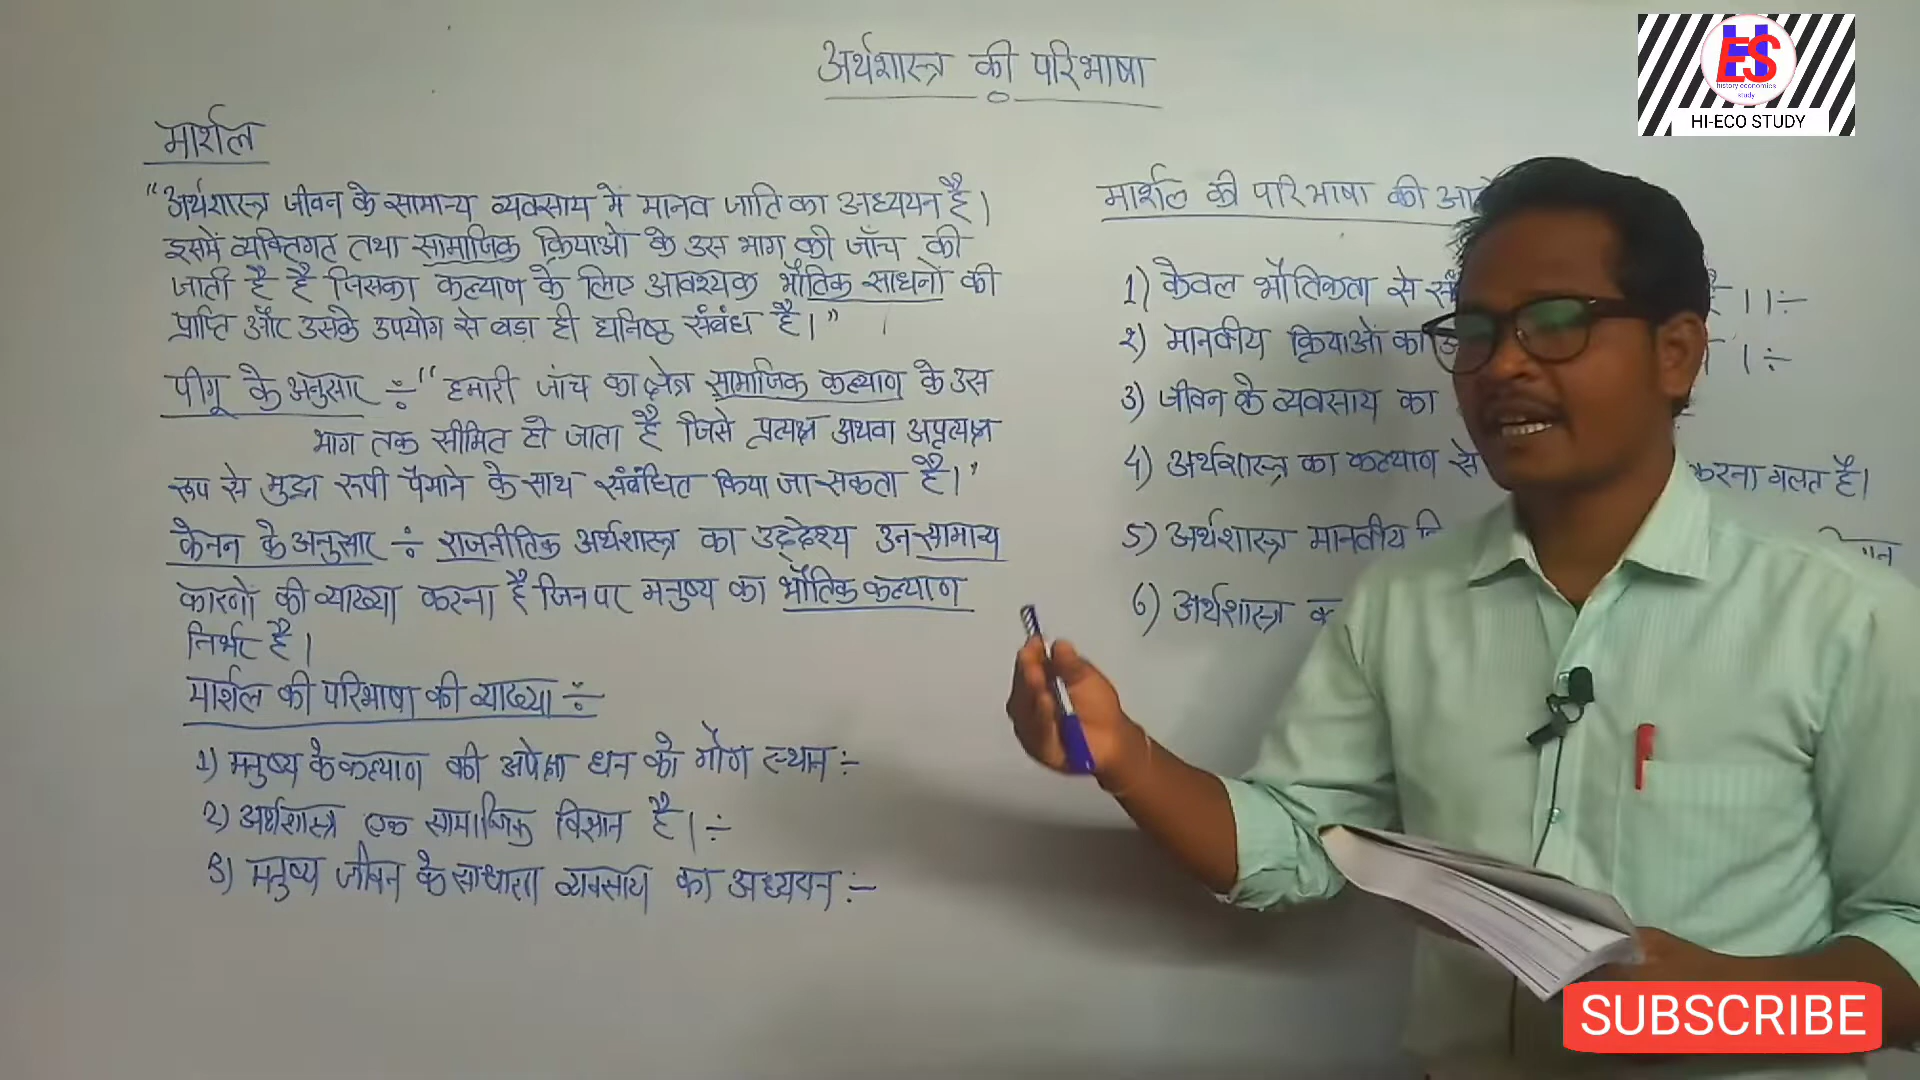 अर्थशास्त्र की परिभाषा
मार्शल
"अर्थशास्त्र जीवन के सामान्य व्यवसाय में मानव जाति का अध्ययन है।
इसमें व्यक्तिगत तथा सामाजिक क्रियाओं के उस भाग की जाँच की
जाती है है जिसका कल्याण के लिए आवश्यक भौतिक साधनों की
प्राप्ति और उसके उपयोग से बड़ा ही घनिष्ठ संबंध है।"
पीगू के अनुसार ÷ "हमारी जांच का क्षेत्र सामाजिक कल्याण के उस
भाग तक सीमित हो जाता है जिसे प्रत्यक्ष अथवा अप्रत्यक्ष
रूप से मुद्रा रूपी पैमाने के साथ संबंधित किया जा सकता है।"
केनन के अनुसार ÷ राजनीतिक अर्थशास्त्र का उद्देश्य उन सामान्य
कारणों की व्याख्या करना है जिन पर मनुष्य का भौतिक कल्याण
निर्भर है।
मार्शल की परिभाषा की व्याख्या ÷
1) मनुष्य के कल्याण की अपेक्षा धन को गौण स्थान :-
2) अर्थशास्त्र एक सामाजिक विज्ञान है। ÷
3) मनुष्य जीवन के साधारण व्यवसाय का अध्ययन :-
मार्शल की परिभाषा की
1) केवल भौतिकता से है।। ÷
2) मानवीय क्रियाओं का । ÷
3) जीवन के व्यवसाय का
4) अर्थशास्त्र का कल्याण से करना गलत है।
5) अर्थशास्त्र मानवीय
6) अर्थशास्त्र
HES
history economics
study
HI-ECO STUDY
SUBSCRIBE